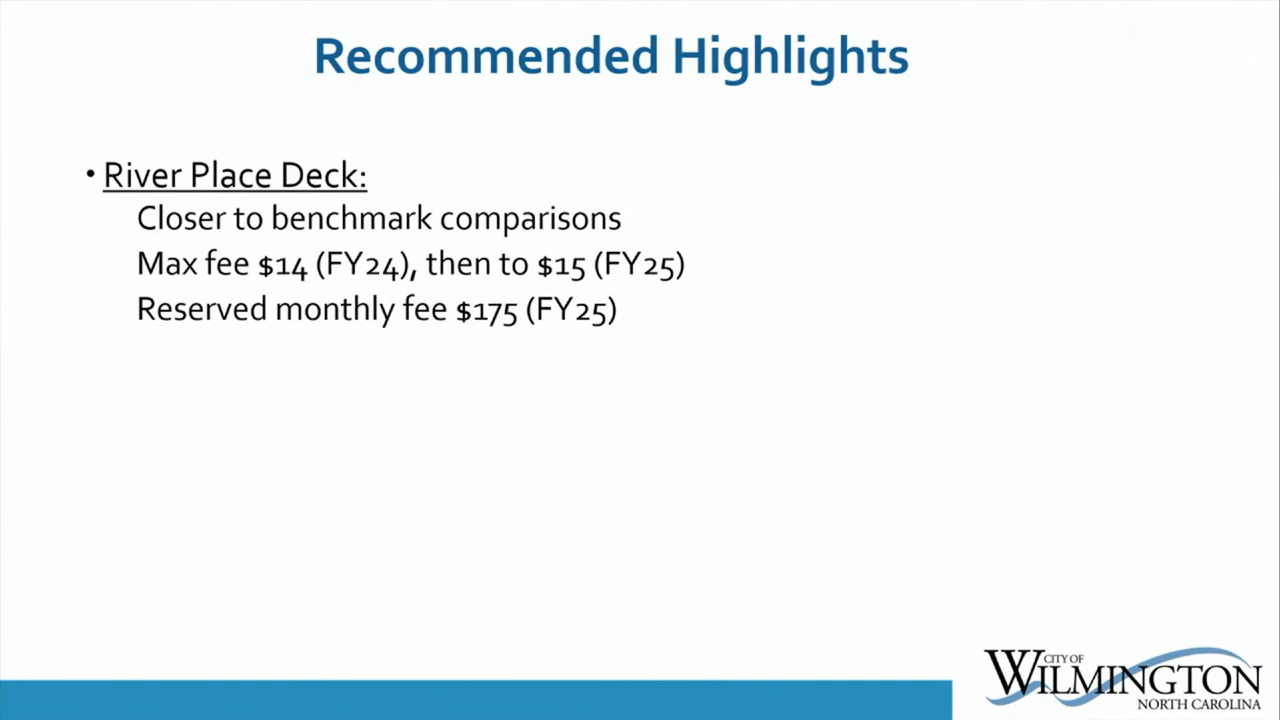 Recommended Highlights
• River Place Deck:
Closer to benchmark comparisons
Max fee $14 (FY24), then to $15 (FY25)
Reserved monthly fee $175 (FY25)
CITY OF
WILMINGTON
NORTH CAROLINA